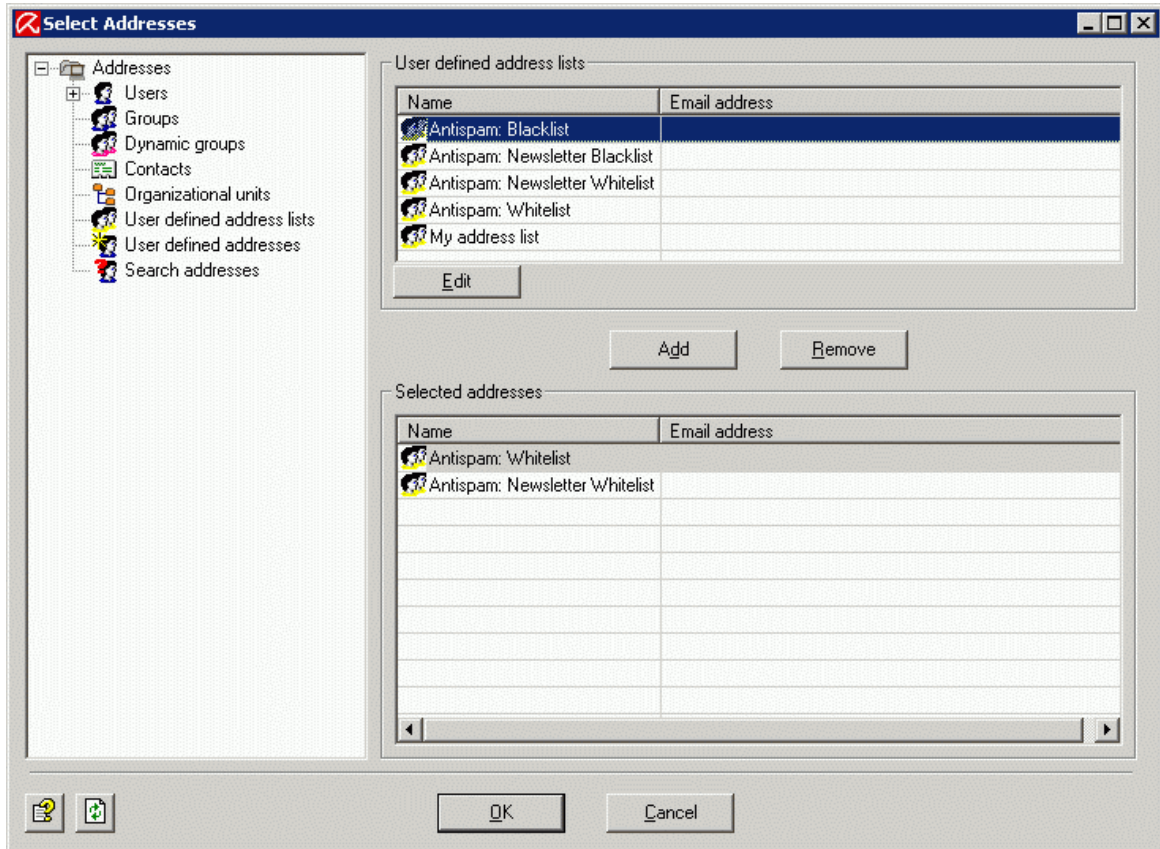 Select Addresses
Addresses
Users
Groups
Dynamic groups
Contacts
Organizational units
User defined address lists
User defined addresses
Search addresses
User defined address lists
Name Email address
Antispam: Blacklist
Antispam: Newsletter Blacklist
Antispam: Newsletter Whitelist
Antispam: Whitelist
My address list
Edit
Add Remove
Selected addresses
Name Email address
Antispam: Whitelist
Antispam: Newsletter Whitelist
OK Cancel